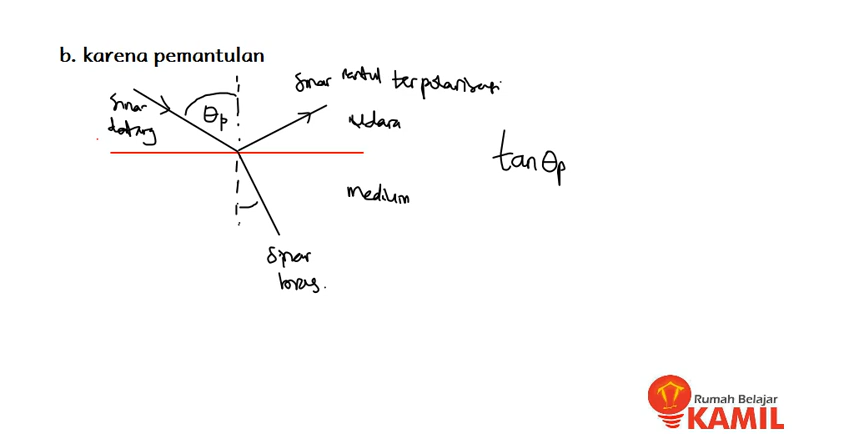 b. karena pemantulan
sinar pantul terpolarisasi
sinar
datang
θp
udara
tan θp
medium
sinar
bias.
Rumah Belajar
KAMIL